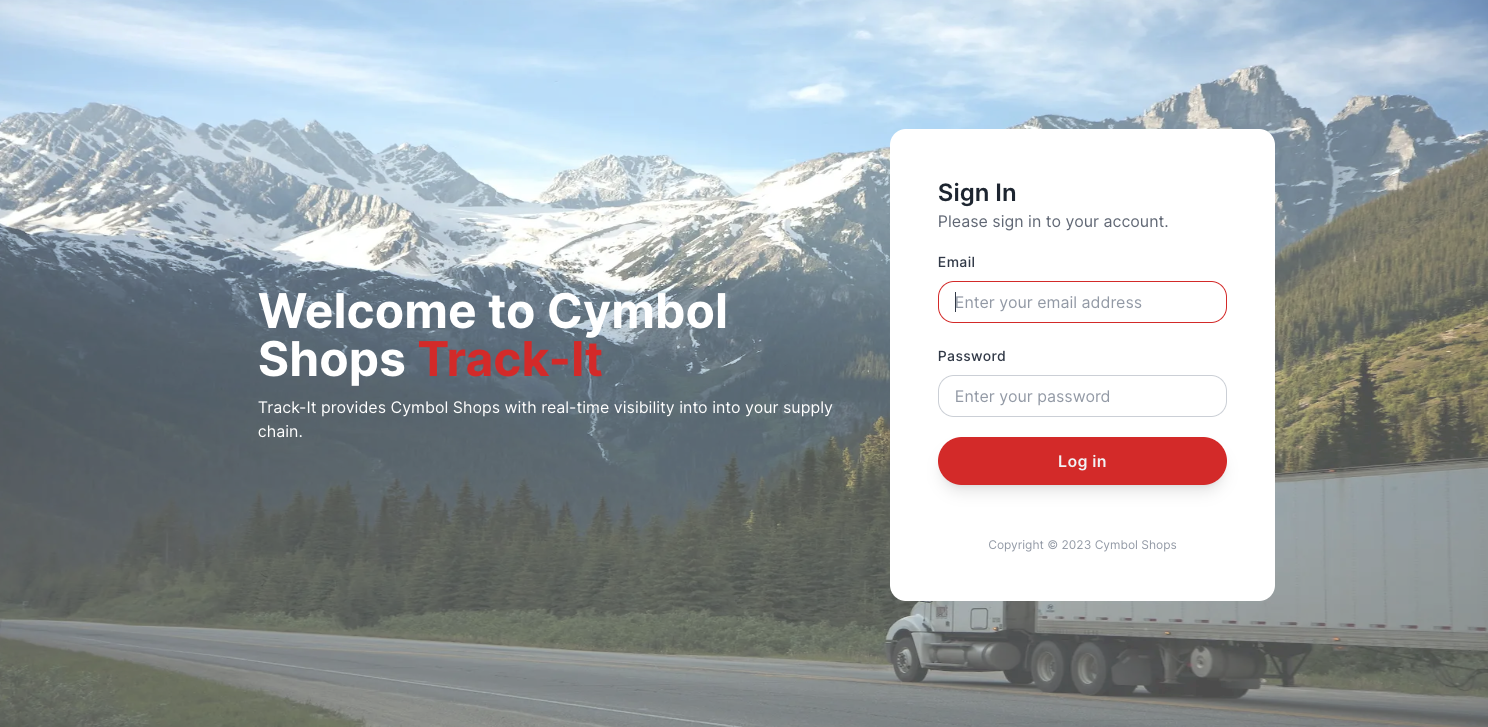 Welcome to Cymbol
Shops Track-It
Track-It provides Cymbol Shops with real-time visibility into into your supply
chain.
Sign In
Please sign in to your account.
Email
Enter your email address
Password
Enter your password
Log in
Copyright © 2023 Cymbol Shops